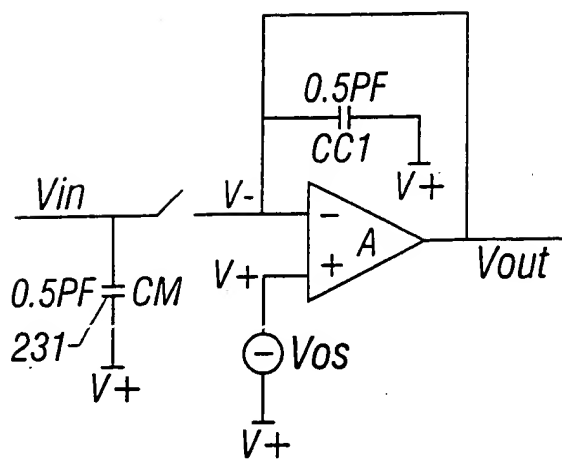 0.5PF
CC1
V+
Vin
V-
-
A
+
Vout
0.5PF CM
231
V+
V+
-
Vos
V+